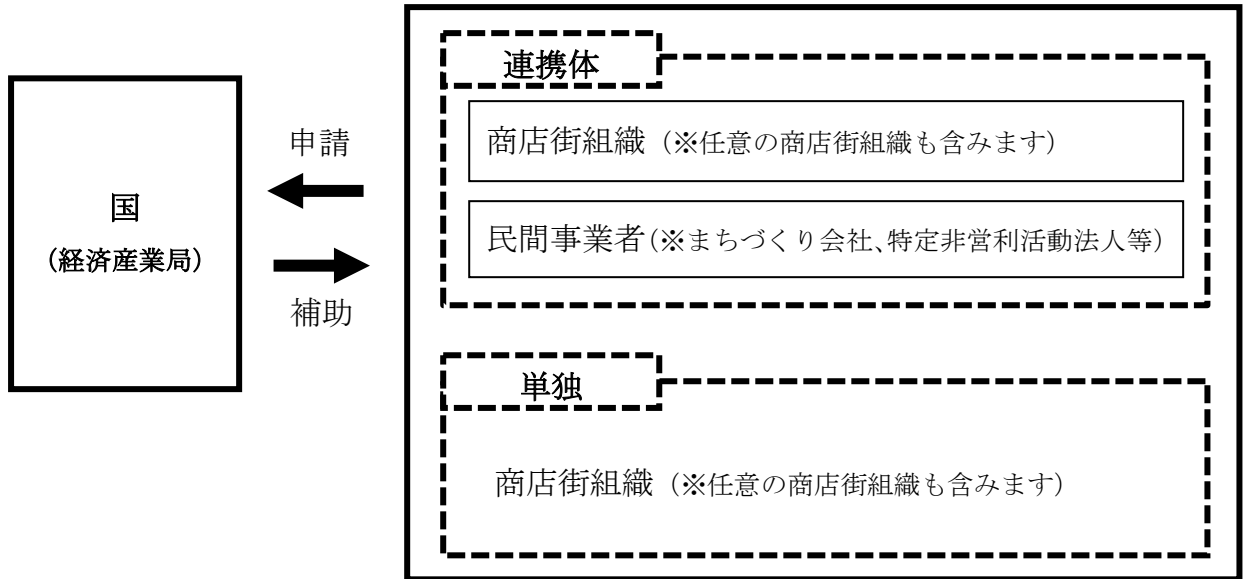 国
(経済産業局)
申請
補助
連携体
商店街組織（※任意の商店街組織も含みます）
民間事業者（※まちづくり会社、特定非営利活動法人等）
単独
商店街組織（※任意の商店街組織も含みます）